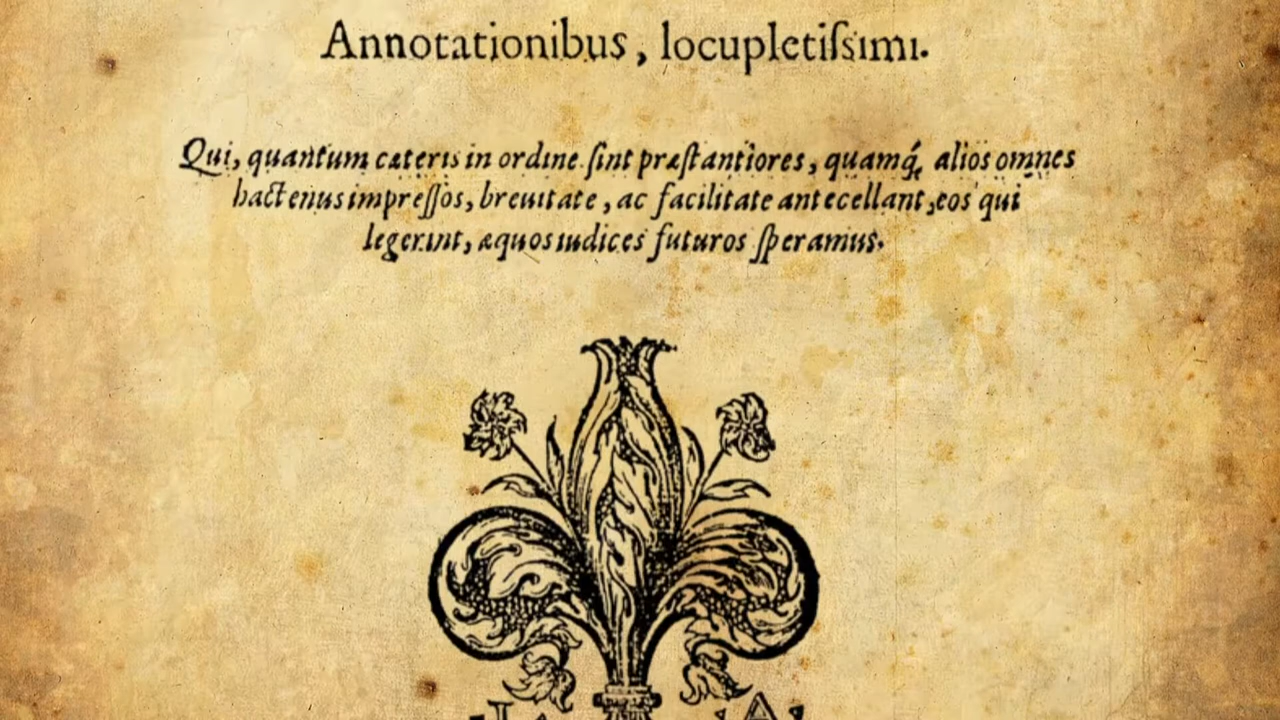 Annotationibus, locupletiſsimi.
Qui, quantum cæteris in ordine ſint præſtantiores, quamq́; alios omnes
hactenus impreſſos, breuitate, ac facilitate antecellant, eos qui
legerint, æquos iudices futuros ſperamus.